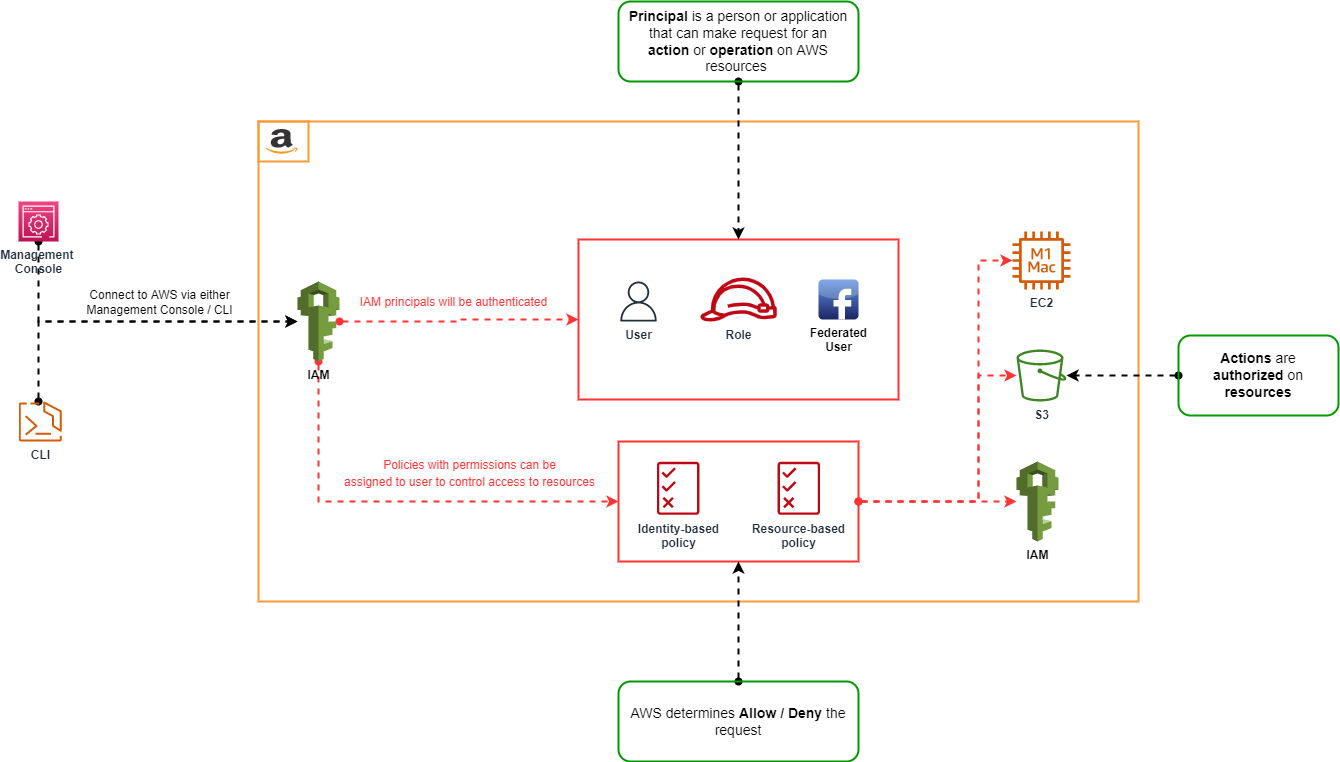 Principal is a person or application
that can make request for an
action or operation on AWS
resources
a
Management
Console
Connect to AWS via either
Management Console / CLI
CLI
IAM
IAM principals will be authenticated
User
Role
f
Federated
User
M1
Mac
EC2
S3
Actions are
authorized on
resources
Policies with permissions can be
assigned to user to control access to resources
Identity-based
policy
Resource-based
policy
IAM
AWS determines Allow / Deny the
request